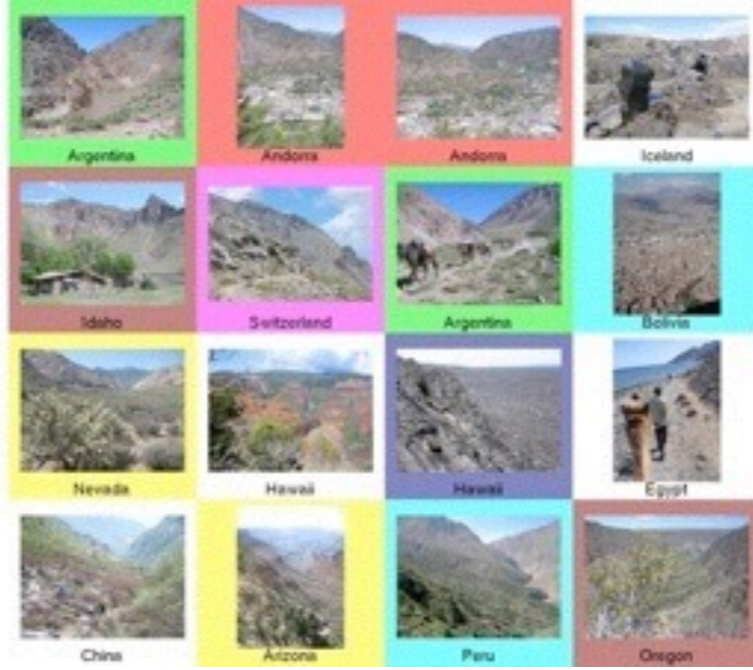 Argentina
Andorra
Andorra
Iceland
Idaho
Switzerland
Argentina
Bolivia
Nevada
Hawaii
Hawaii
Egypt
China
Arizona
Peru
Oregon